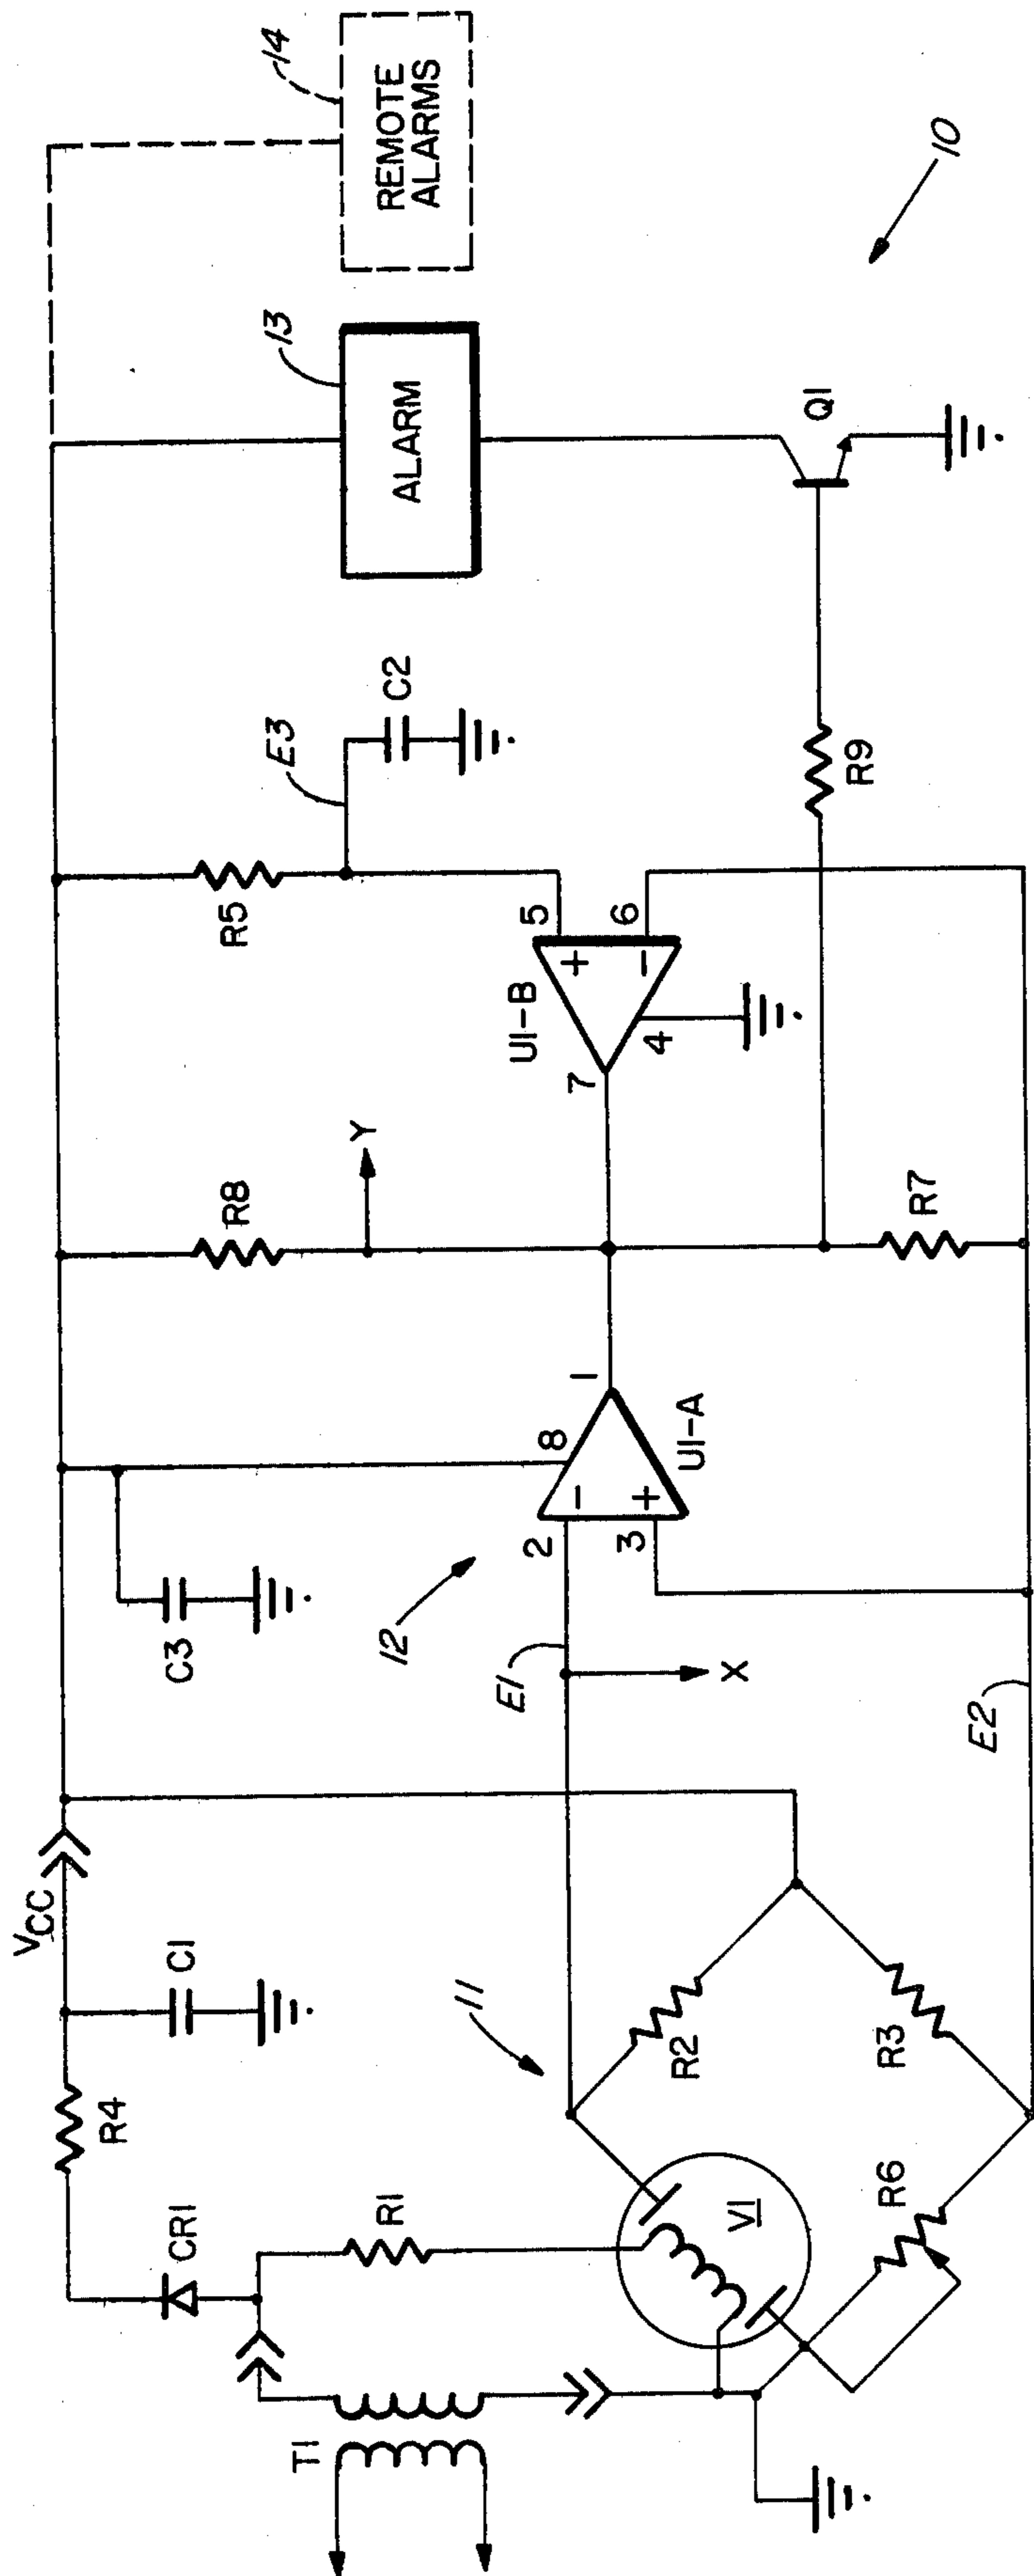 VCC
REMOTE
ALARMS
14
C1
R4
CR1
R1
T1
C3
R8
Y
R5
E3
C2
ALARM
13
10
11
12
R2
R3
R6
V1
E1
X
2
3
8
1
U1-A
E2
7
U1-B
5
6
4
+
-
-
+
R7
R9
Q1